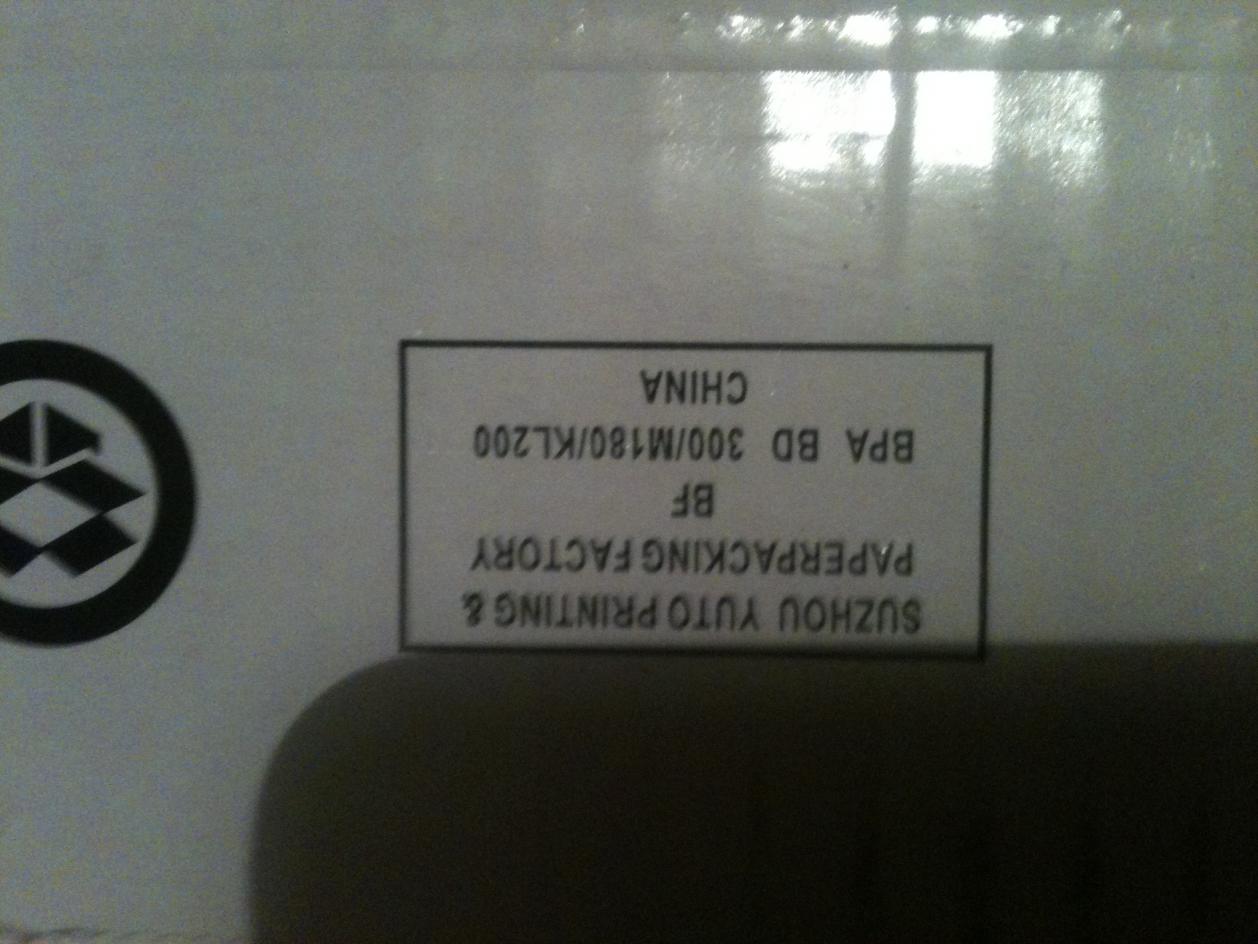 SUZHOU YUTO PRINTING &
PAPERPACKING FACTORY
BF
BPA BD 300/M180/KL200
CHINA